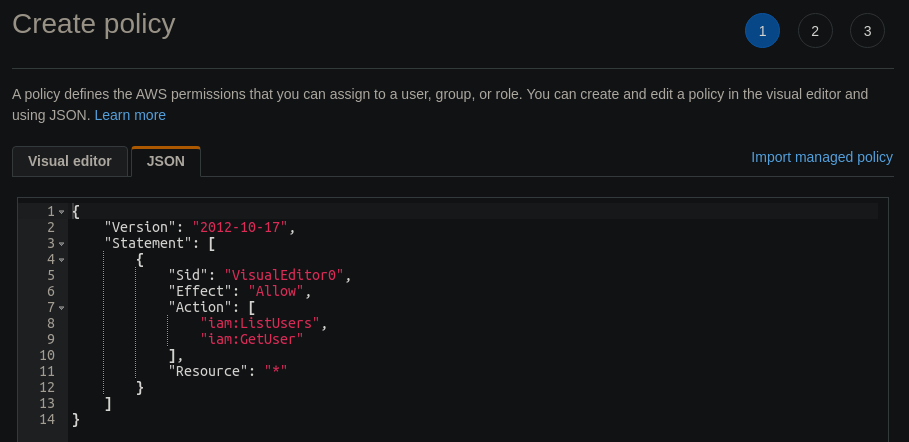 Create policy
1 2 3
A policy defines the AWS permissions that you can assign to a user, group, or role. You can create and edit a policy in the visual editor and
using JSON. Learn more
Visual editor JSON Import managed policy
1 {
2     "Version": "2012-10-17",
3     "Statement": [
4         {
5             "Sid": "VisualEditor0",
6             "Effect": "Allow",
7             "Action": [
8                 "iam:ListUsers",
9                 "iam:GetUser"
10             ],
11             "Resource": "*"
12         }
13     ]
14 }